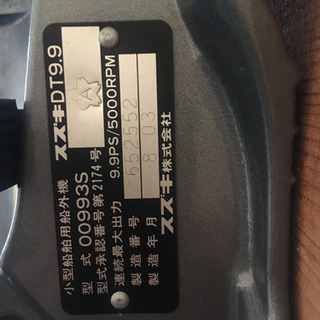 スズキDT9.9
小型船舶用船外機
型式 00993S
型式承認番号第2174号
連続最大出力 9.9PS/5000RPM
製造番号 652552
製造年月 8 03
スズキ株式会社